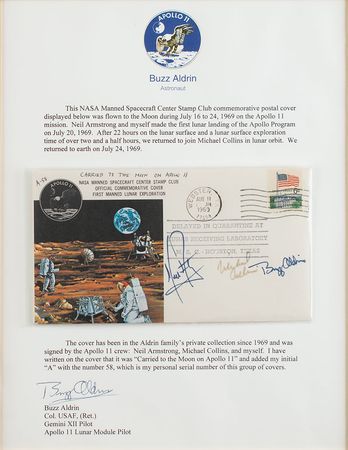 APOLLO 11
Buzz Aldrin
Astronaut
This NASA Manned Spacecraft Center Stamp Club commemorative postal cover
displayed below was flown to the Moon during July 16 to 24, 1969 on the Apollo 11
mission. Neil Armstrong and myself made the first lunar landing of the Apollo Program
on July 20, 1969. After 22 hours on the lunar surface and a lunar surface exploration
time of over two and a half hours, we returned to join Michael Collins in lunar orbit. We
returned to earth on July 24, 1969.
A-58
CARRIED TO THE MOON ON APOLLO 11
NASA MANNED SPACECRAFT CENTER STAMP CLUB
OFFICIAL COMMEMORATIVE COVER
FIRST MANNED LUNAR EXPLORATION
APOLLO 11
WEBSTER
AUG 11
1969
DELAYED IN QUARANTINE AT
LUNAR RECEIVING LABORATORY
M. S. C. - HOUSTON, TEXAS
Buzz Aldrin
The cover has been in the Aldrin family's private collection since 1969 and was
signed by the Apollo 11 crew: Neil Armstrong, Michael Collins, and myself. I have
written on the cover that it was "Carried to the Moon on Apollo 11" and added my initial
"A" with the number 58, which is my personal serial number of this group of covers.
Buzz Aldrin
Buzz Aldrin
Col. USAF, (Ret.)
Gemini XII Pilot
Apollo 11 Lunar Module Pilot